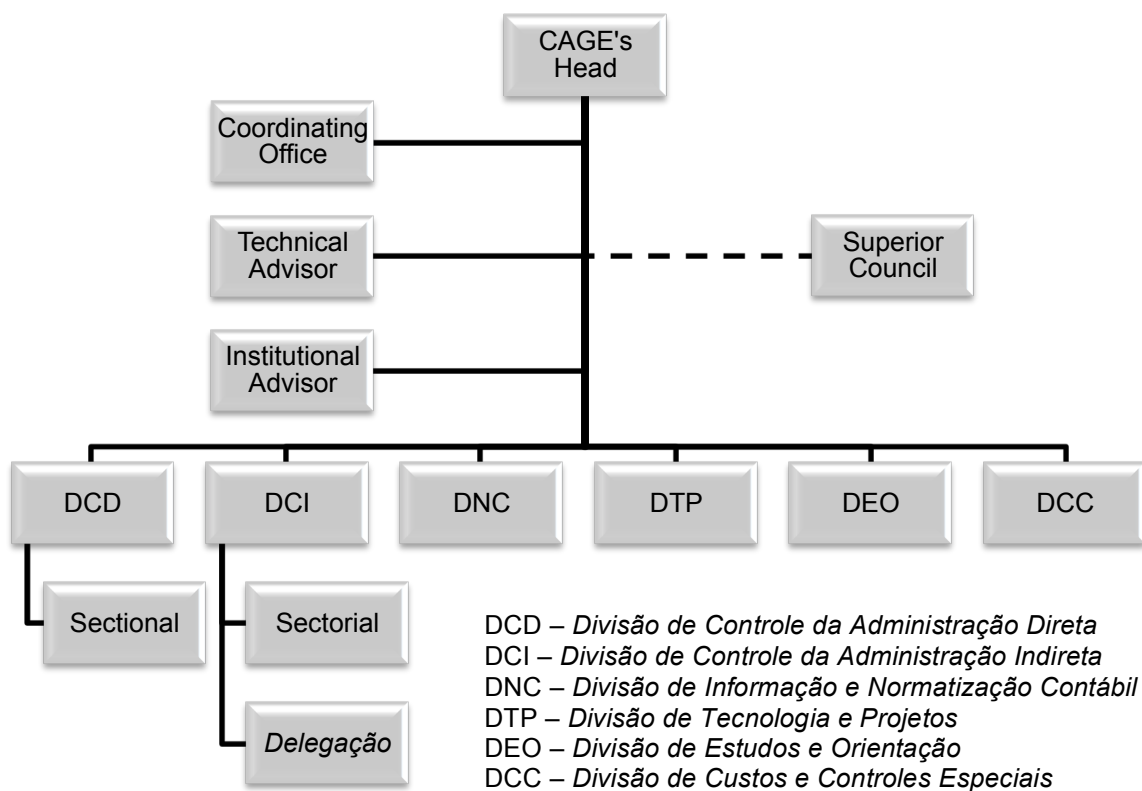 CAGE's
Head
Coordinating
Office
Technical
Advisor
Superior
Council
Institutional
Advisor
DCD
DCI
DNC
DTP
DEO
DCC
Sectional
Sectorial
Delegação
DCD – Divisão de Controle da Administração Direta
DCI – Divisão de Controle da Administração Indireta
DNC – Divisão de Informação e Normatização Contábil
DTP – Divisão de Tecnologia e Projetos
DEO – Divisão de Estudos e Orientação
DCC – Divisão de Custos e Controles Especiais